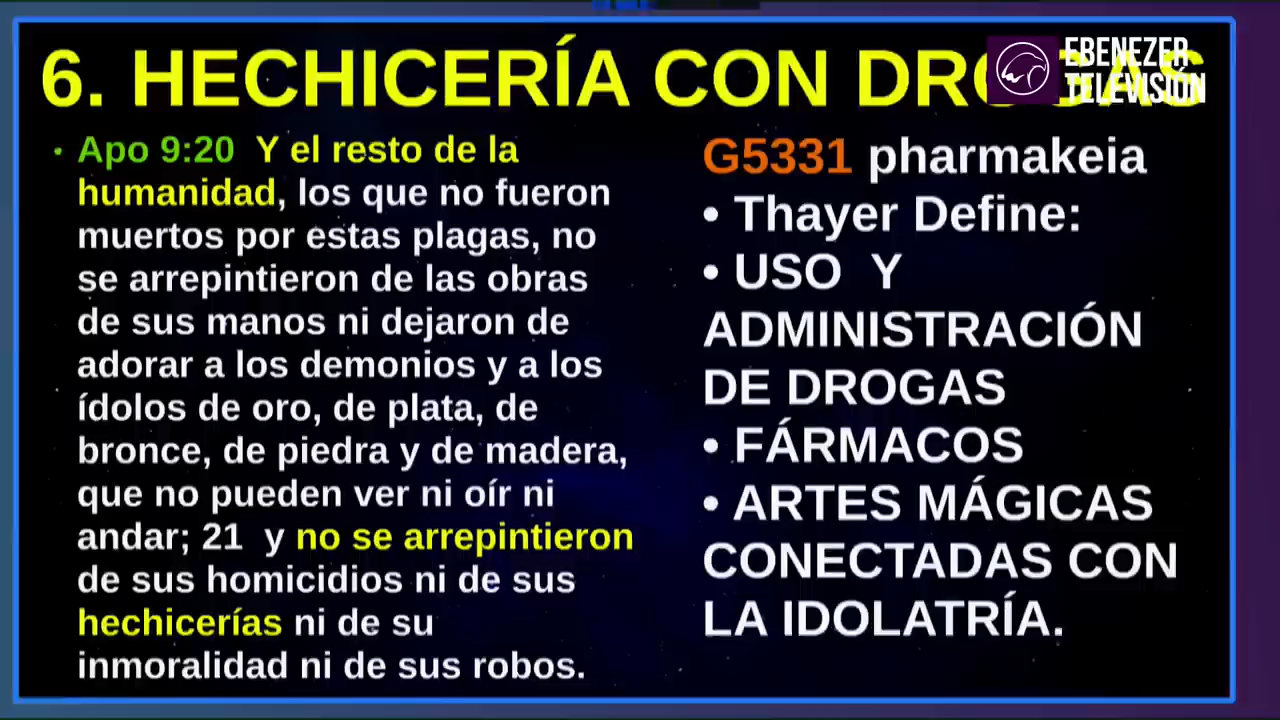 6. HECHICERÍA CON DROGAS
EBENEZER
TELEVISIÓN
• Apo 9:20 Y el resto de la
humanidad, los que no fueron
muertos por estas plagas, no
se arrepintieron de las obras
de sus manos ni dejaron de
adorar a los demonios y a los
ídolos de oro, de plata, de
bronce, de piedra y de madera,
que no pueden ver ni oír ni
andar; 21 y no se arrepintieron
de sus homicidios ni de sus
hechicerías ni de su
inmoralidad ni de sus robos.
G5331 pharmakeia
• Thayer Define:
• USO Y
ADMINISTRACIÓN
DE DROGAS
• FÁRMACOS
• ARTES MÁGICAS
CONECTADAS CON
LA IDOLATRÍA.